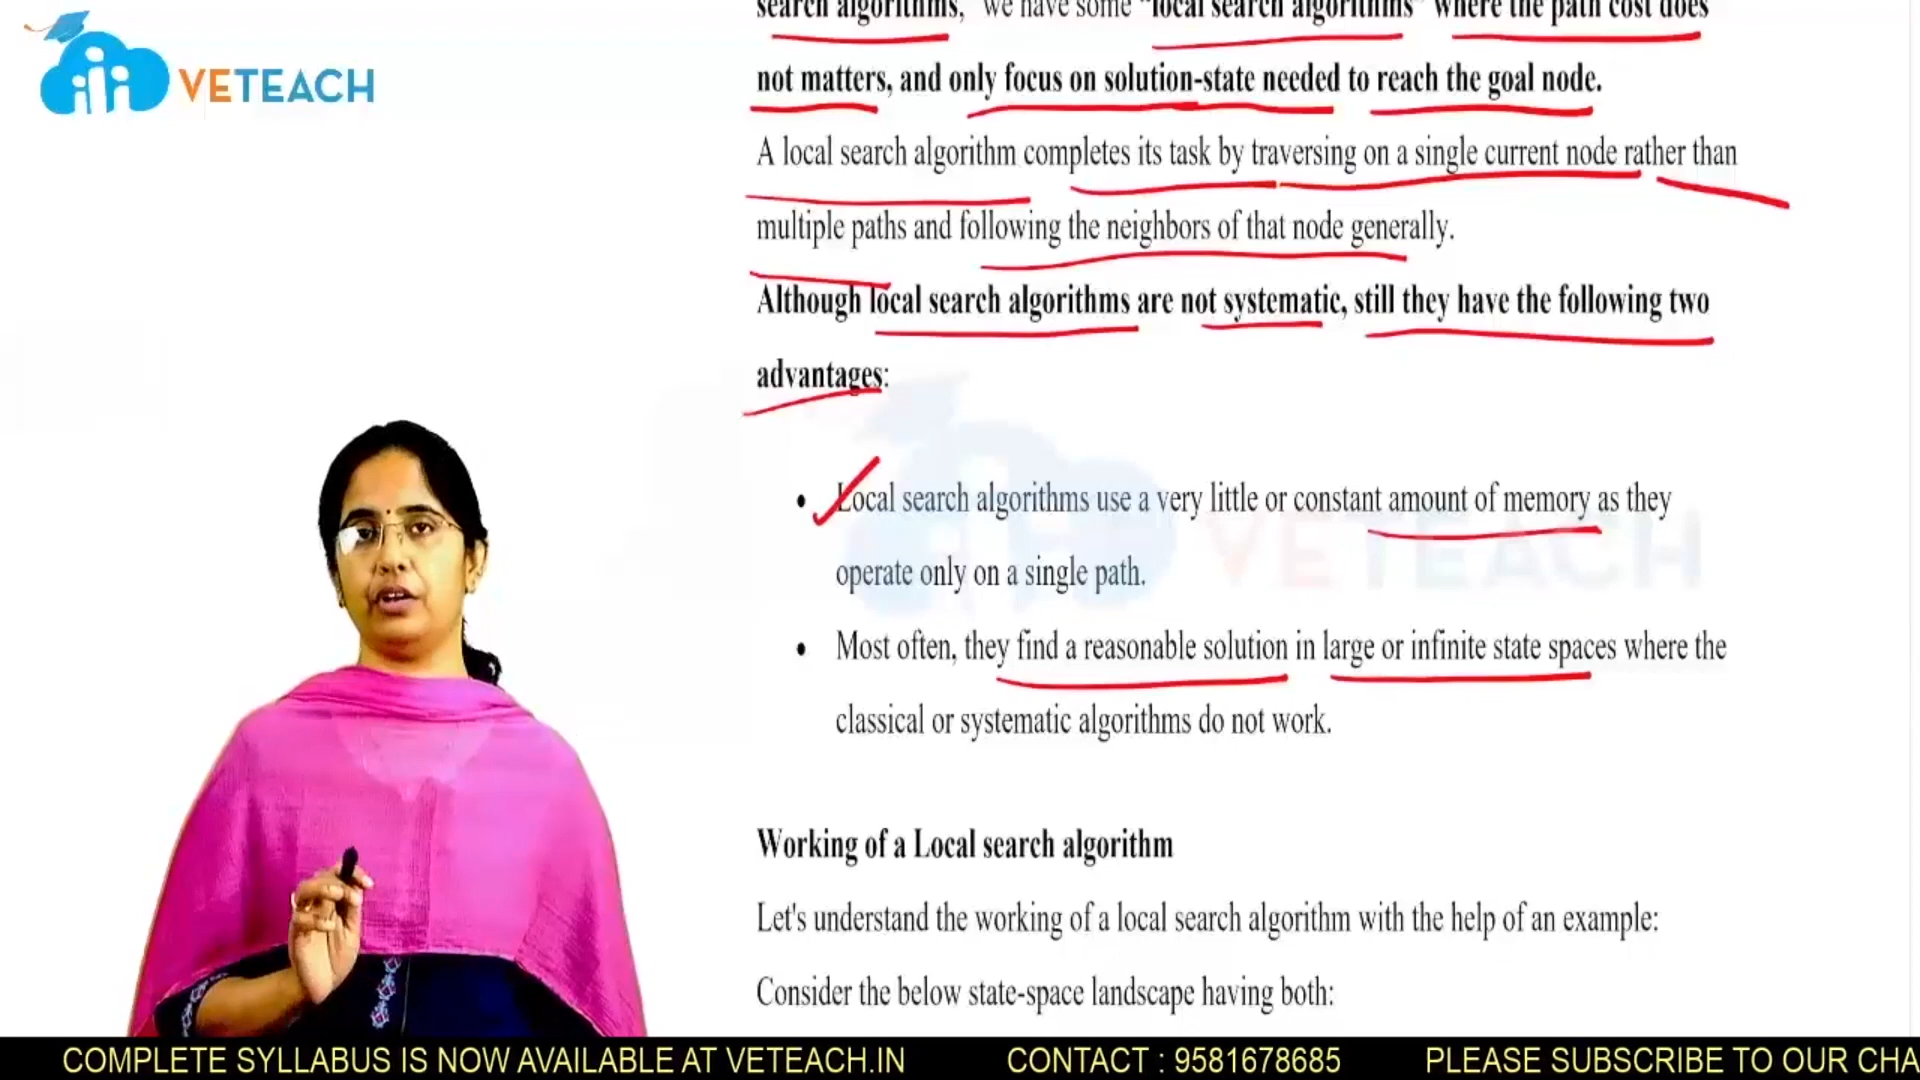 VETEACH
search algorithms," we have some "local search algorithms" where the path cost does
not matters, and only focus on solution-state needed to reach the goal node.
A local search algorithm completes its task by traversing on a single current node rather than
multiple paths and following the neighbors of that node generally.
Although local search algorithms are not systematic, still they have the following two
advantages:
• Local search algorithms use a very little or constant amount of memory as they
operate only on a single path.
• Most often, they find a reasonable solution in large or infinite state spaces where the
classical or systematic algorithms do not work.
VETEACH
Working of a Local search algorithm
Let's understand the working of a local search algorithm with the help of an example:
Consider the below state-space landscape having both:
COMPLETE SYLLABUS IS NOW AVAILABLE AT VETEACH.IN CONTACT : 9581678685 PLEASE SUBSCRIBE TO OUR CHA